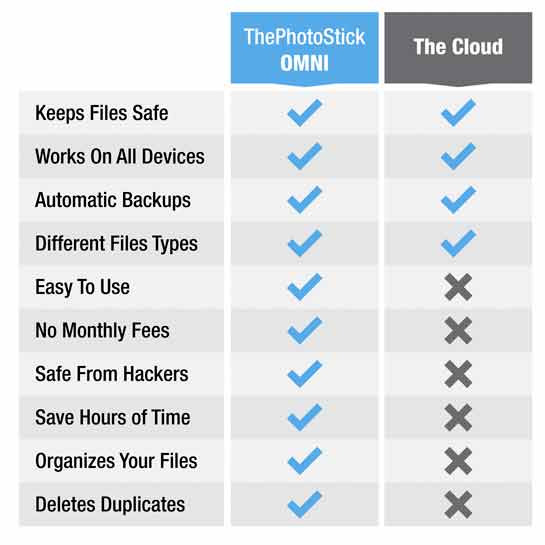 ThePhotoStick
OMNI
The Cloud
Keeps Files Safe
Works On All Devices
Automatic Backups
Different Files Types
Easy To Use
No Monthly Fees
Safe From Hackers
Save Hours of Time
Organizes Your Files
Deletes Duplicates